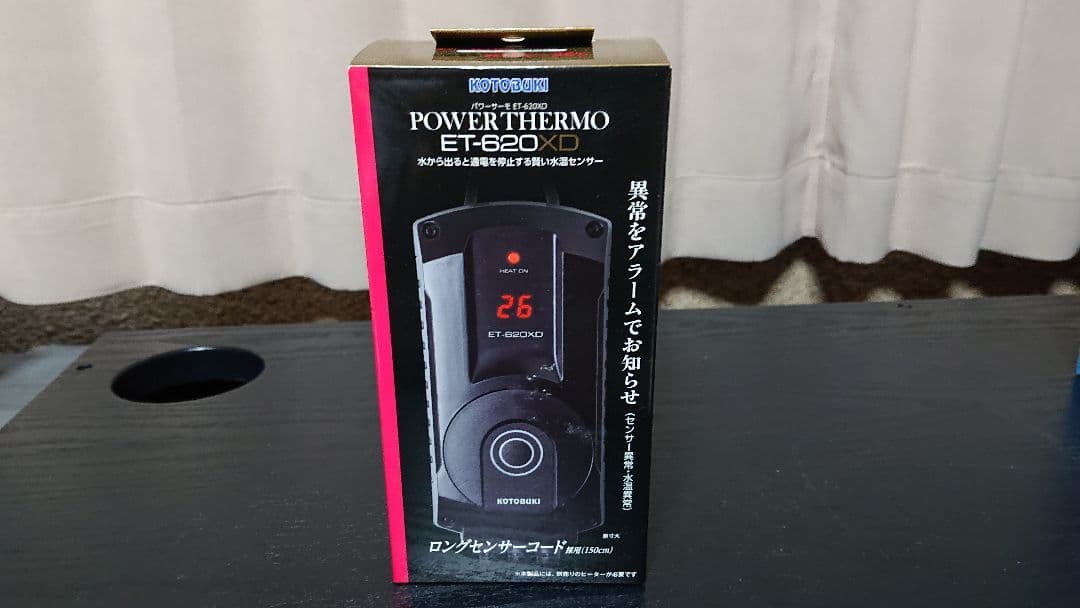 KOTOBUKI
パワーサーモ ET-620XD
POWER THERMO
ET-620XD
水から出ると通電を停止する賢い水温センサー
異常をアラームでお知らせ(センサー異常・水温異常)
HEAT ON
26
ET-620XD
KOTOBUKI
原寸大
ロングセンサーコード採用(150cm)
※本製品には、別売りのヒーターが必要です